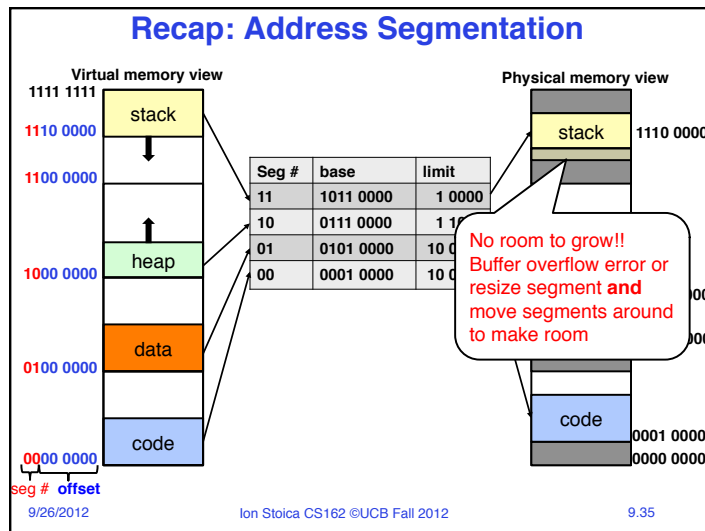 Recap: Address Segmentation
Virtual memory view
Physical memory view
1111 1111
stack
1110 0000
1100 0000
heap
1000 0000
data
0100 0000
code
0000 0000
seg # offset
Seg # base limit
11 1011 0000 1 0000
10 0111 0000
01 0101 0000
00 0001 0000
stack
1110 0000
No room to grow!!
Buffer overflow error or
resize segment and
move segments around
to make room
code
0001 0000
0000 0000
9/26/2012
Ion Stoica CS162 ©UCB Fall 2012
9.35